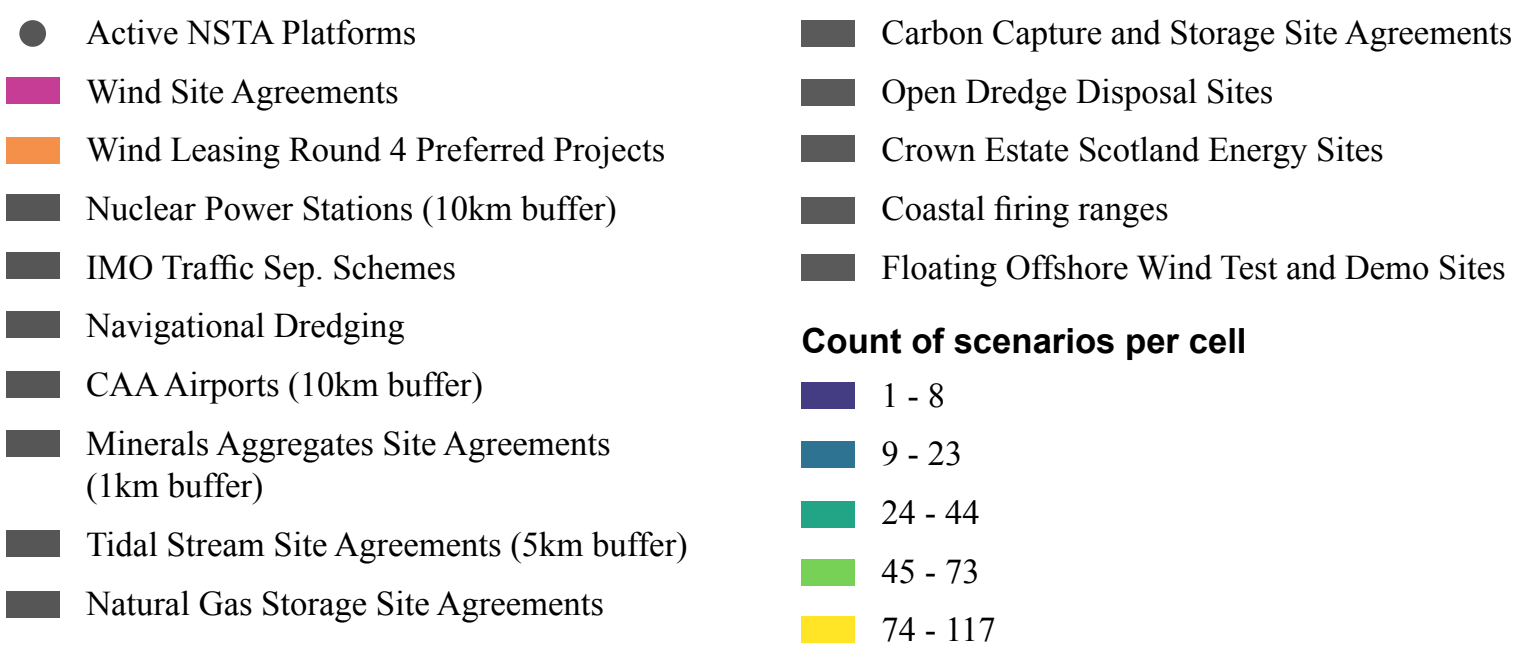 Active NSTA Platforms
Wind Site Agreements
Wind Leasing Round 4 Preferred Projects
Nuclear Power Stations (10km buffer)
IMO Traffic Sep. Schemes
Navigational Dredging
CAA Airports (10km buffer)
Minerals Aggregates Site Agreements
(1km buffer)
Tidal Stream Site Agreements (5km buffer)
Natural Gas Storage Site Agreements
Carbon Capture and Storage Site Agreements
Open Dredge Disposal Sites
Crown Estate Scotland Energy Sites
Coastal firing ranges
Floating Offshore Wind Test and Demo Sites
Count of scenarios per cell
1 - 8
9 - 23
24 - 44
45 - 73
74 - 117